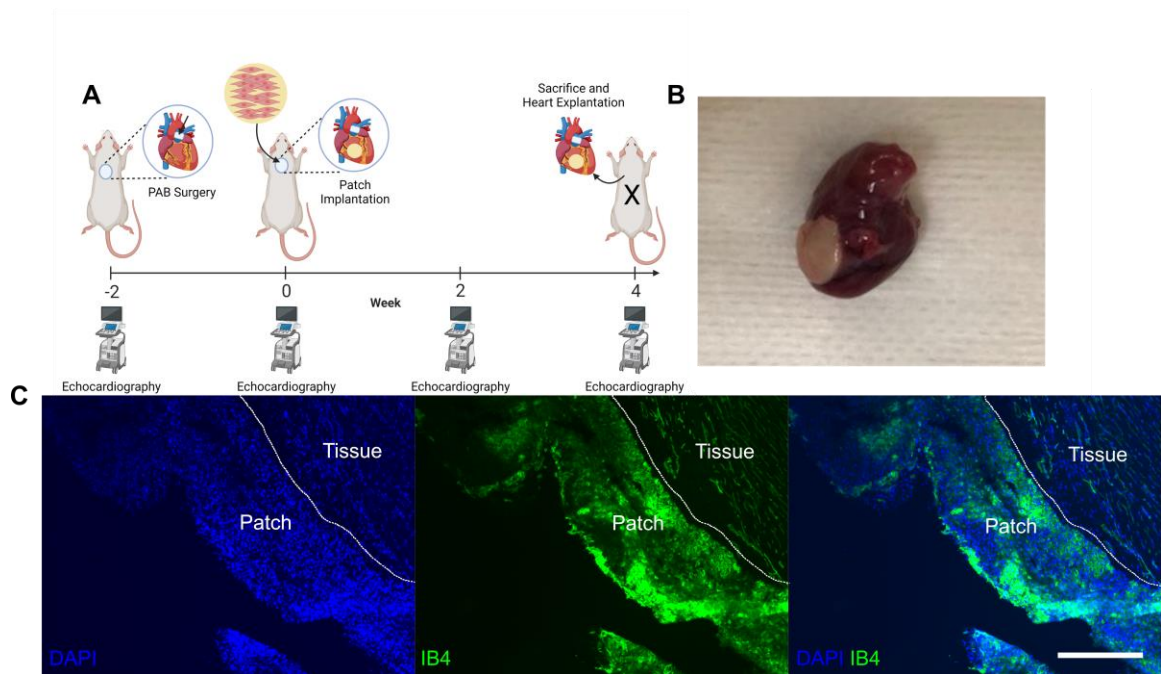 A
PAB Surgery
Patch
Implantation
Sacrifice and
Heart Explantation
X
B
-2
0
2
4
Week
Echocardiography
Echocardiography
Echocardiography
Echocardiography
C
Tissue
Patch
DAPI
Tissue
Patch
IB4
Tissue
Patch
DAPI IB4